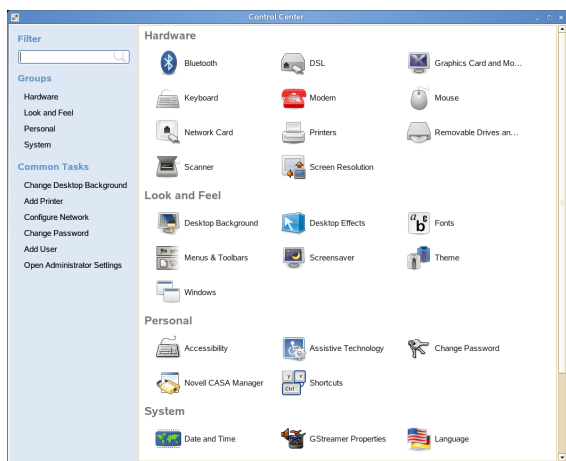 Control Center
Filter
Groups
Hardware
Look and Feel
Personal
System
Common Tasks
Change Desktop Background
Add Printer
Configure Network
Change Password
Add User
Open Administrator Settings
Hardware
Bluetooth
DSL
Graphics Card and Mo...
Keyboard
Modem
Mouse
Network Card
Printers
Removable Drives an...
Scanner
Screen Resolution
Look and Feel
Desktop Background
Desktop Effects
a b c
Fonts
Menus & Toolbars
Screensaver
Theme
Windows
Personal
Accessibility
Assistive Technology
Change Password
Novell CASA Manager
y x
Ctrl
Shortcuts
System
Date and Time
GStreamer Properties
Language